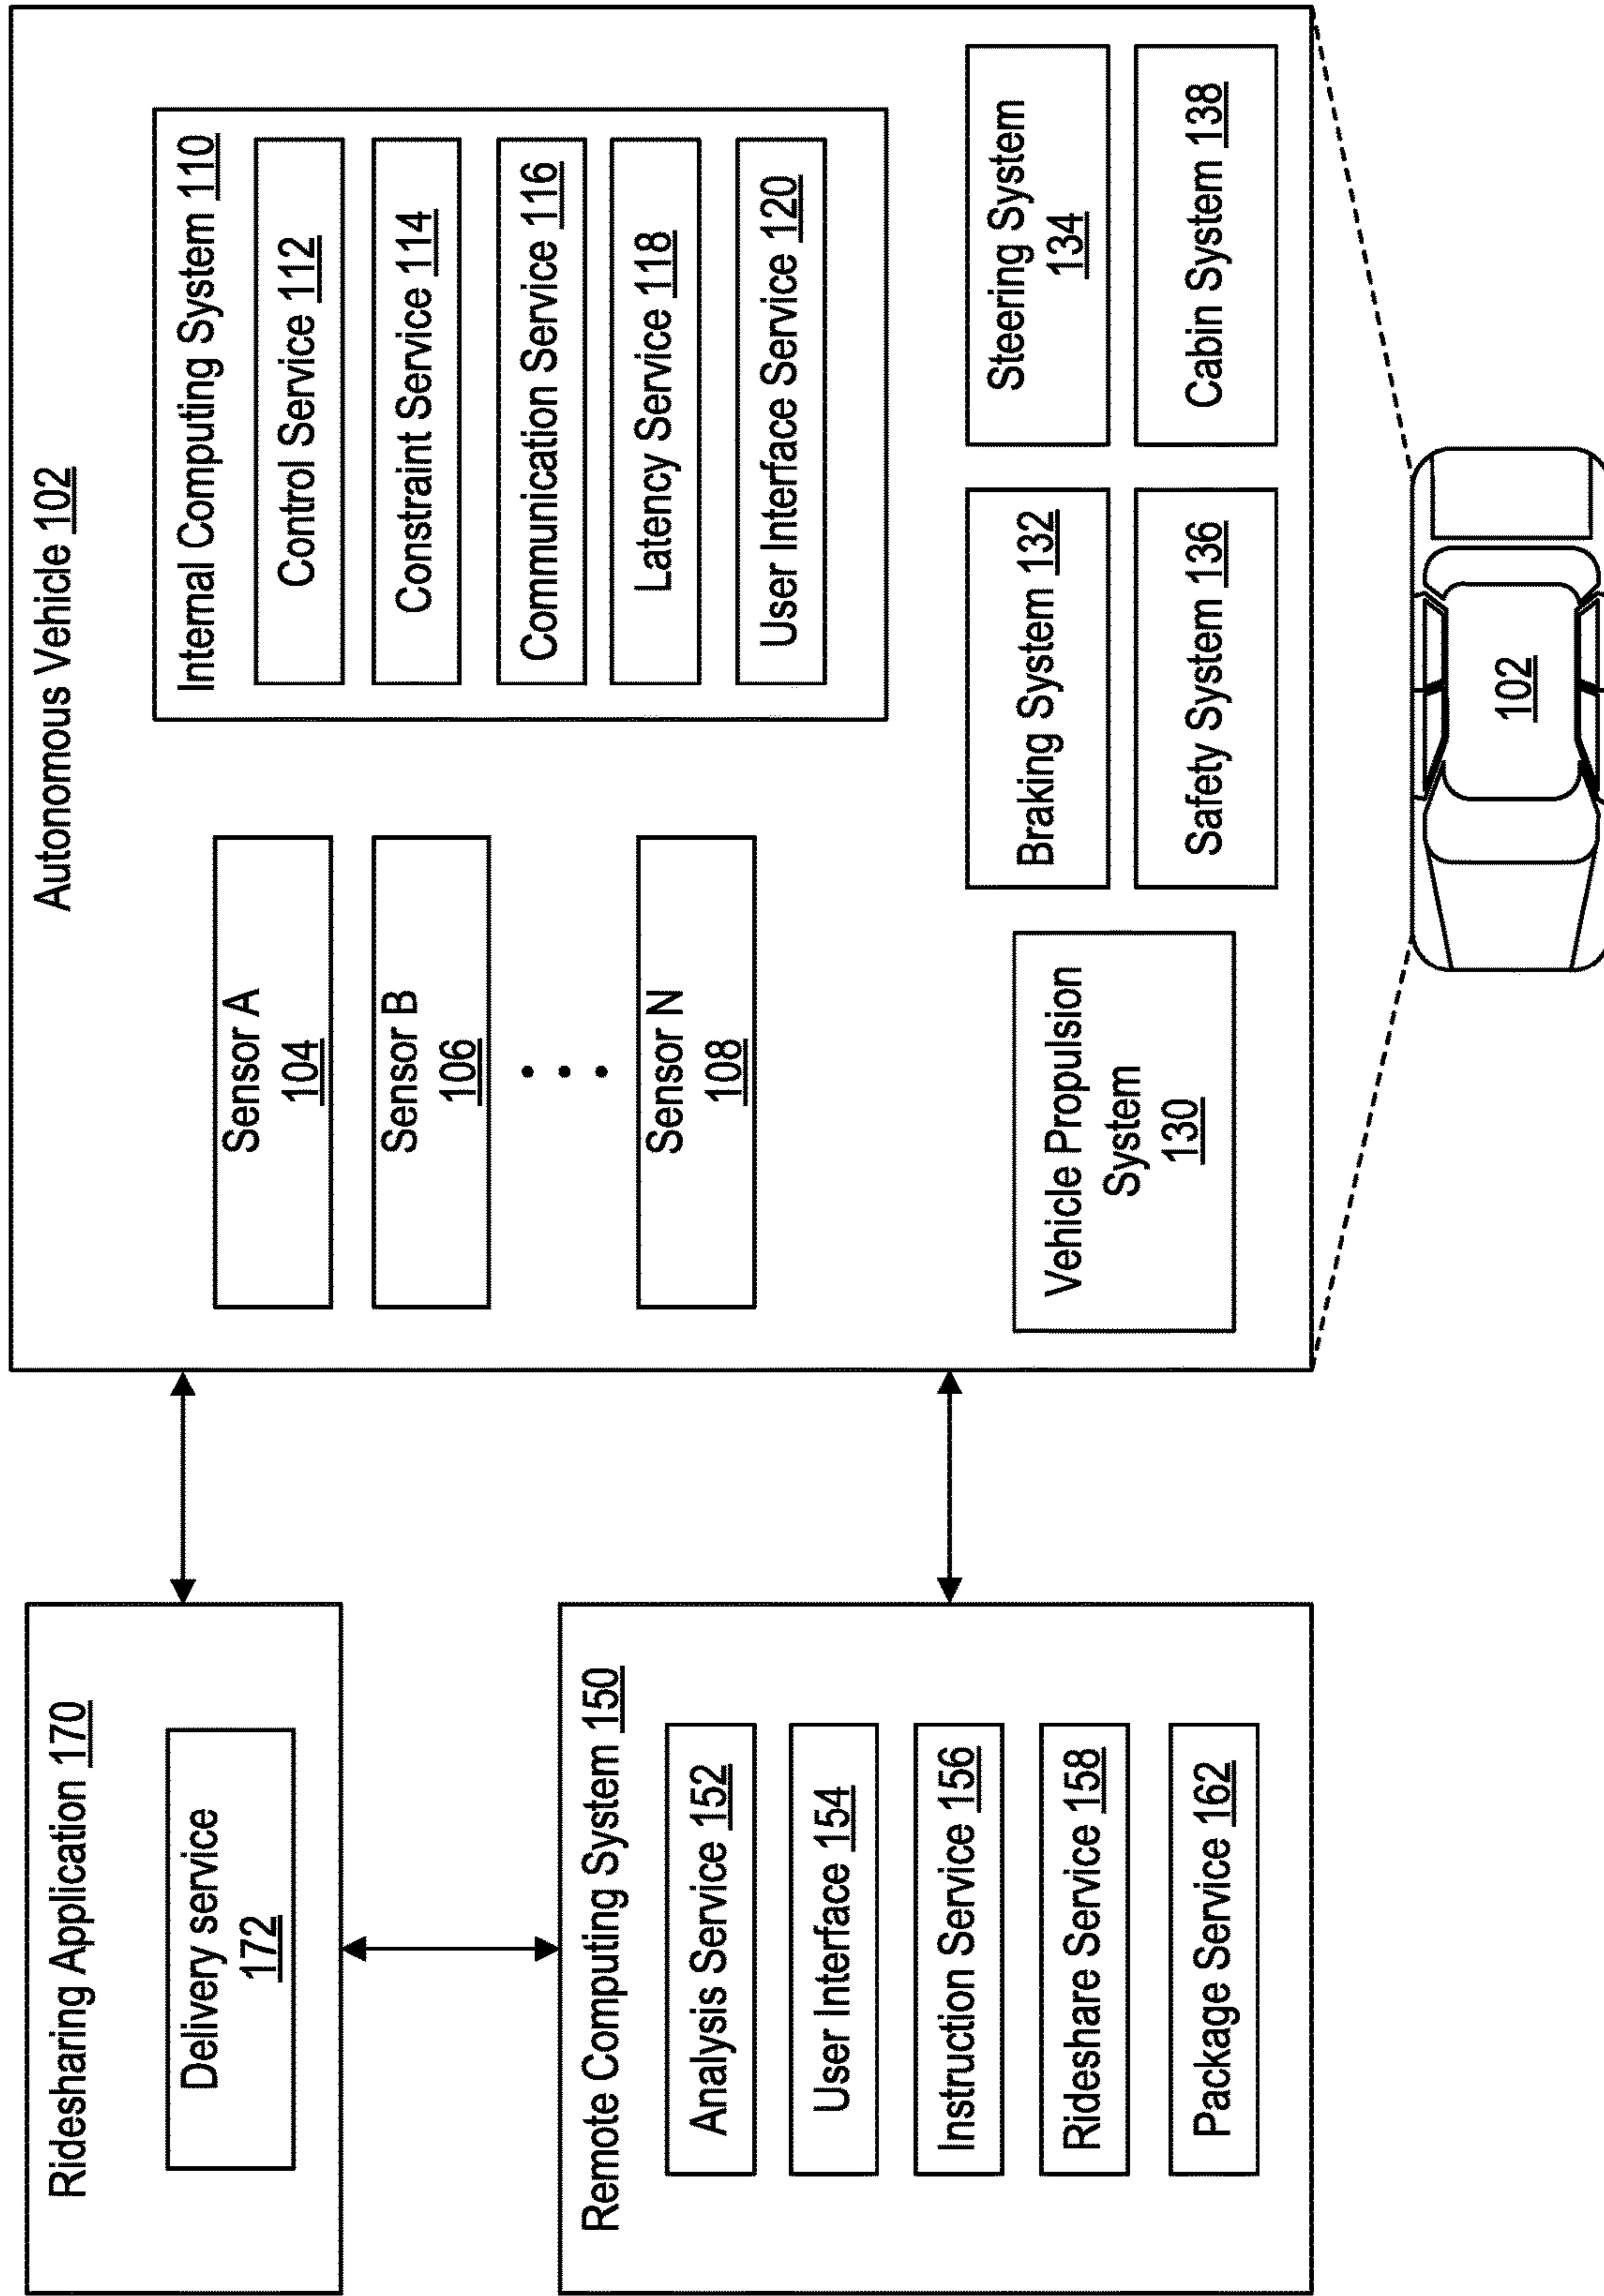 Autonomous Vehicle 102
Sensor A
104
Sensor B
106
Sensor N
108
Internal Computing System 110
Control Service 112
Constraint Service 114
Communication Service 116
Latency Service 118
User Interface Service 120
Vehicle Propulsion
System
130
Braking System 132
Steering System
134
Safety System 136
Cabin System 138
102
Ridesharing Application 170
Delivery service
172
Remote Computing System 150
Analysis Service 152
User Interface 154
Instruction Service 156
Rideshare Service 158
Package Service 162